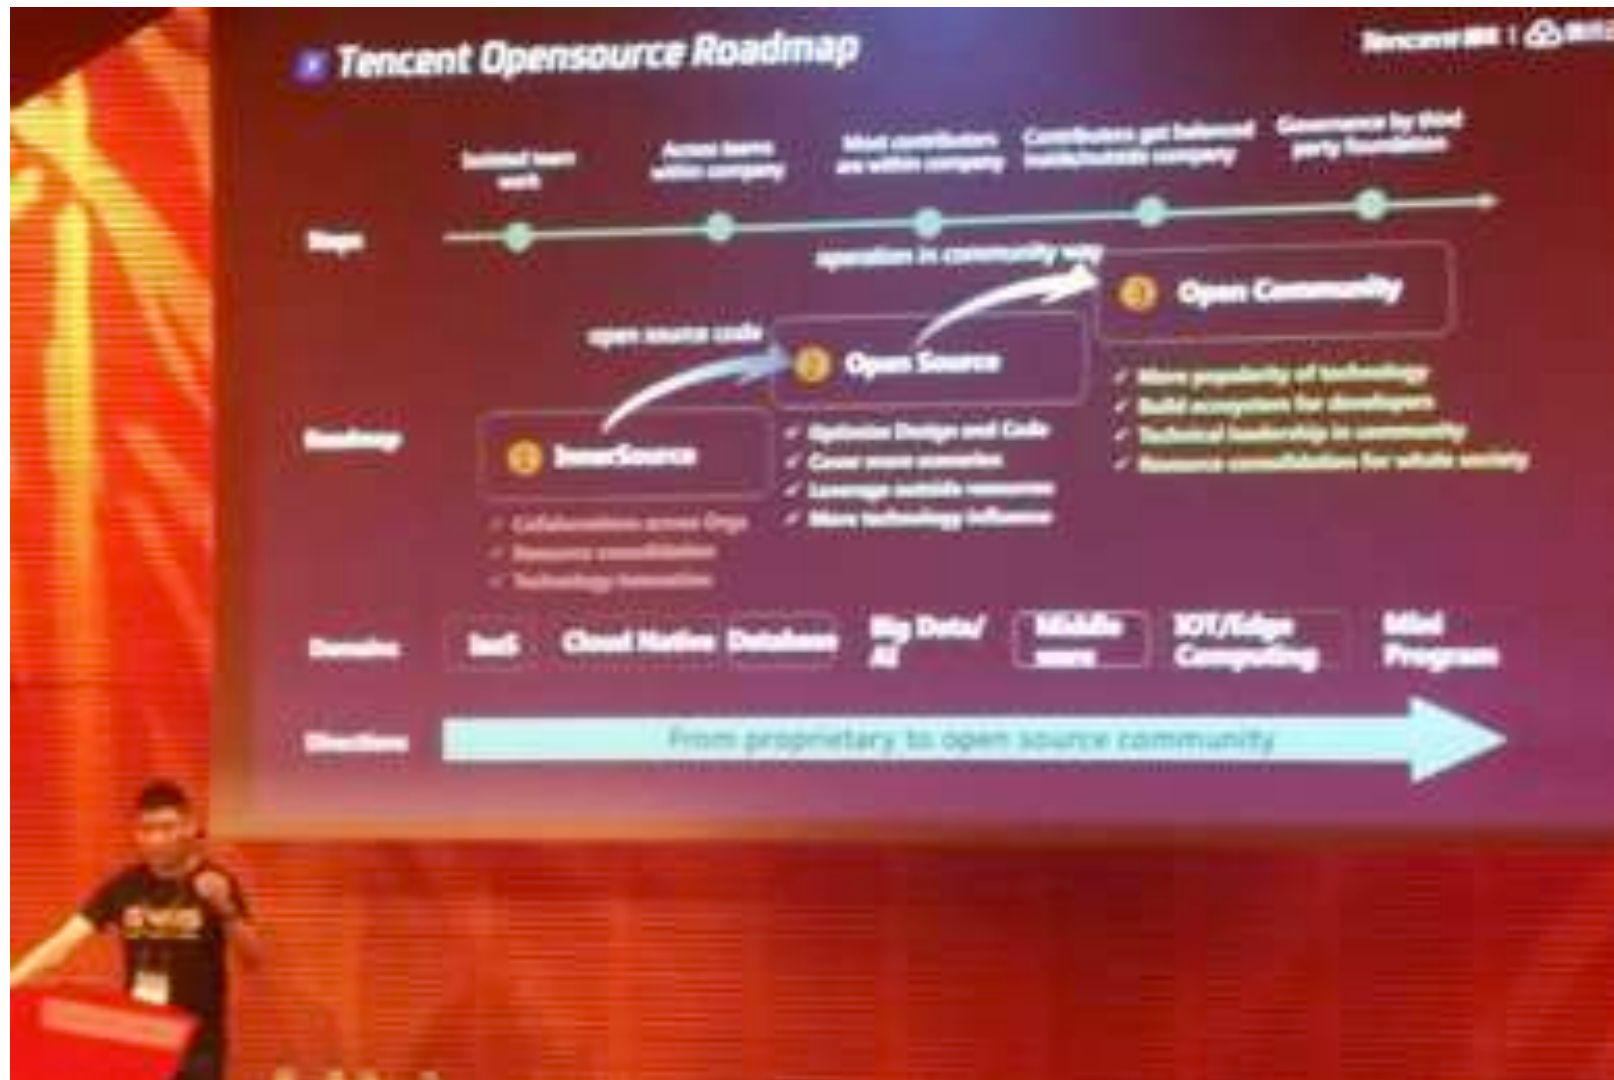 Tencent Opensource Roadmap
Tencent
Isolated team
work
Across teams
within company
Most contributors
are within company
Contributors get balanced
inside/outside company
Governance by third
party foundation
Steps
operation in community way
3 Open Community
open source code
2 Open Source
✓ More popularity of technology
✓ Build ecosystem for developers
✓ Technical leadership in community
✓ Resource consolidation for whole society
Roadmap
1 InnerSource
✓ Optimize Design and Code
✓ Cover more scenarios
✓ Leverage outside resources
✓ More technology influence
✓ Collaborations across Orgs
✓ Resource consolidation
✓ Technology innovation
Domains
IaaS
Cloud Native
Database
Big Data/
AI
Middle
ware
IOT/Edge
Computing
Mini
Program
Directions
From proprietary to open source community